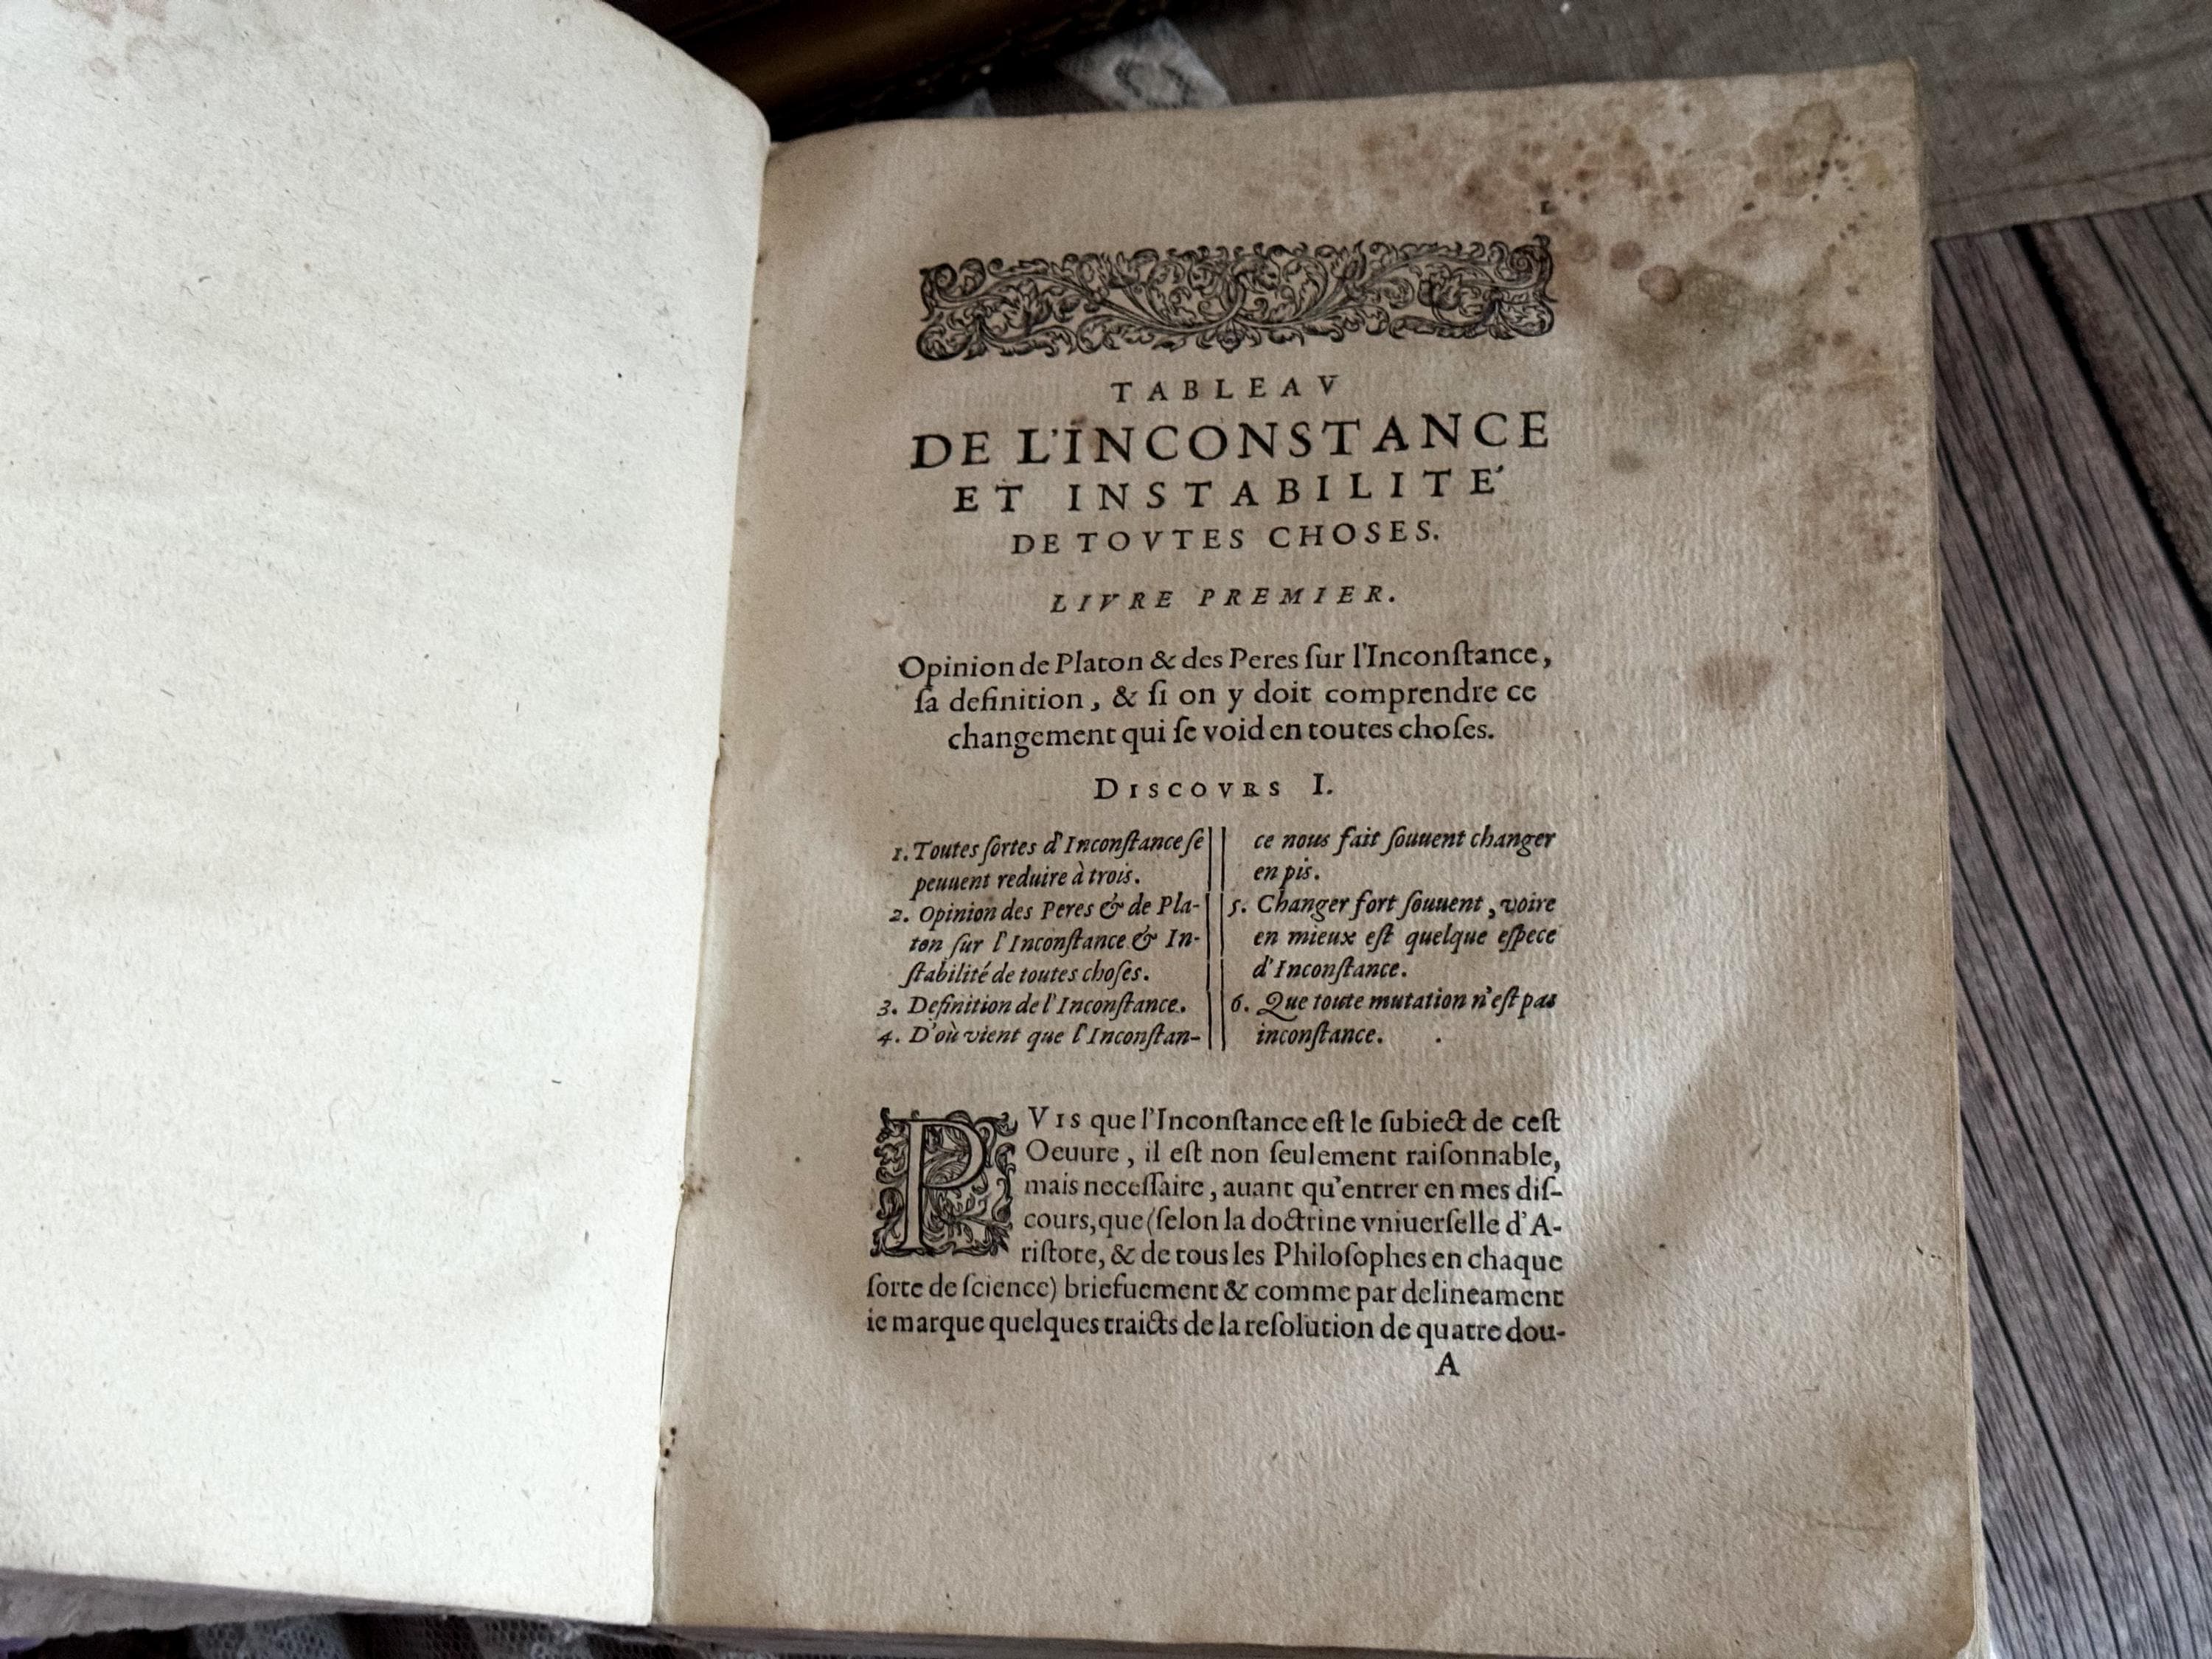 1
TABLEAV
DE L'INCONSTANCE
ET INSTABILITE'
DE TOVTES CHOSES.
LIVRE PREMIER.
Opinion de Platon & des Peres ſur l'Inconſtance,
ſa definition, & ſi on y doit comprendre ce
changement qui ſe void en toutes choſes.
DISCOVRS I.
1. Toutes ſortes d'Inconſtance ſe
peuuent reduire à trois.
2. Opinion des Peres & de Pla-
ton ſur l'Inconſtance & In-
ſtabilité de toutes choſes.
3. Definition de l'Inconſtance.
4. D'où vient que l'Inconſtan-
ce nous fait ſouuent changer
en pis.
5. Changer fort ſouuent, voire
en mieux eſt quelque eſpece
d'Inconſtance.
6. Que toute mutation n'eſt pas
inconſtance.
PVIS que l'Inconſtance eſt le ſubiect de ceſt
Oeuure, il eſt non ſeulement raiſonnable,
mais neceſſaire, auant qu'entrer en mes diſ-
cours, que (ſelon la doctrine vniuerſelle d'A-
riſtote, & de tous les Philoſophes en chaque
ſorte de ſcience) briefuement & comme par delineament
ie marque quelques traicts de la reſolution de quatre dou-
A